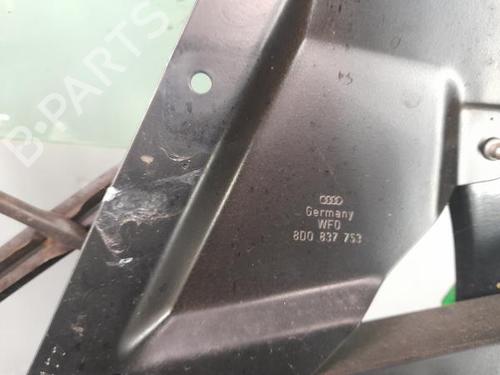 B-PARTS
Germany
WFO
8D0 837 753